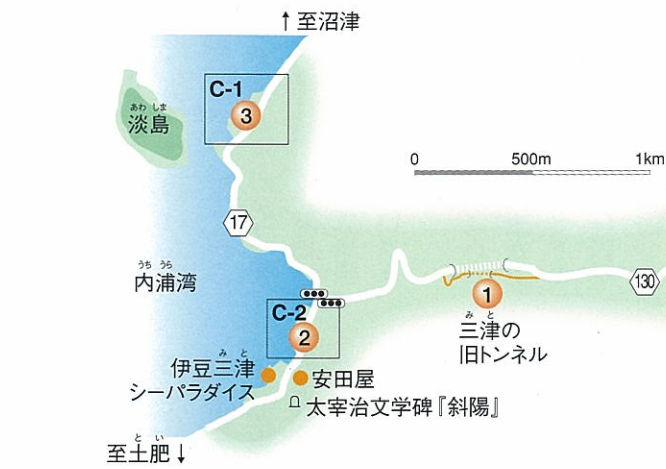 ↑至沼津
C-1
3
あわ しま
淡島
0 500m 1km
17
うち うら
内浦湾
130
1
み と
三津の
旧トンネル
C-2
2
み と
伊豆三津
シーパラダイス
安田屋
太宰治文学碑『斜陽』
と い
至土肥↓